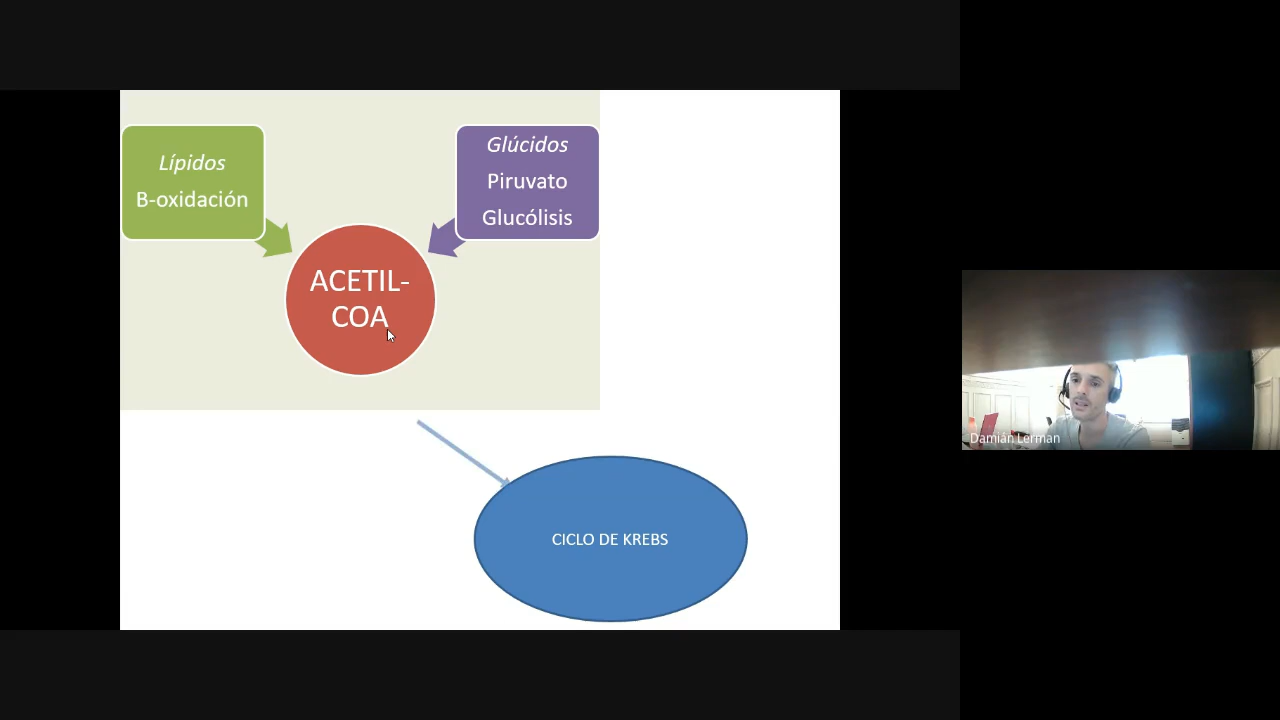 Lípidos
B-oxidación
Glúcidos
Piruvato
Glucólisis
ACETIL-
COA
CICLO DE KREBS
Damián Lerman